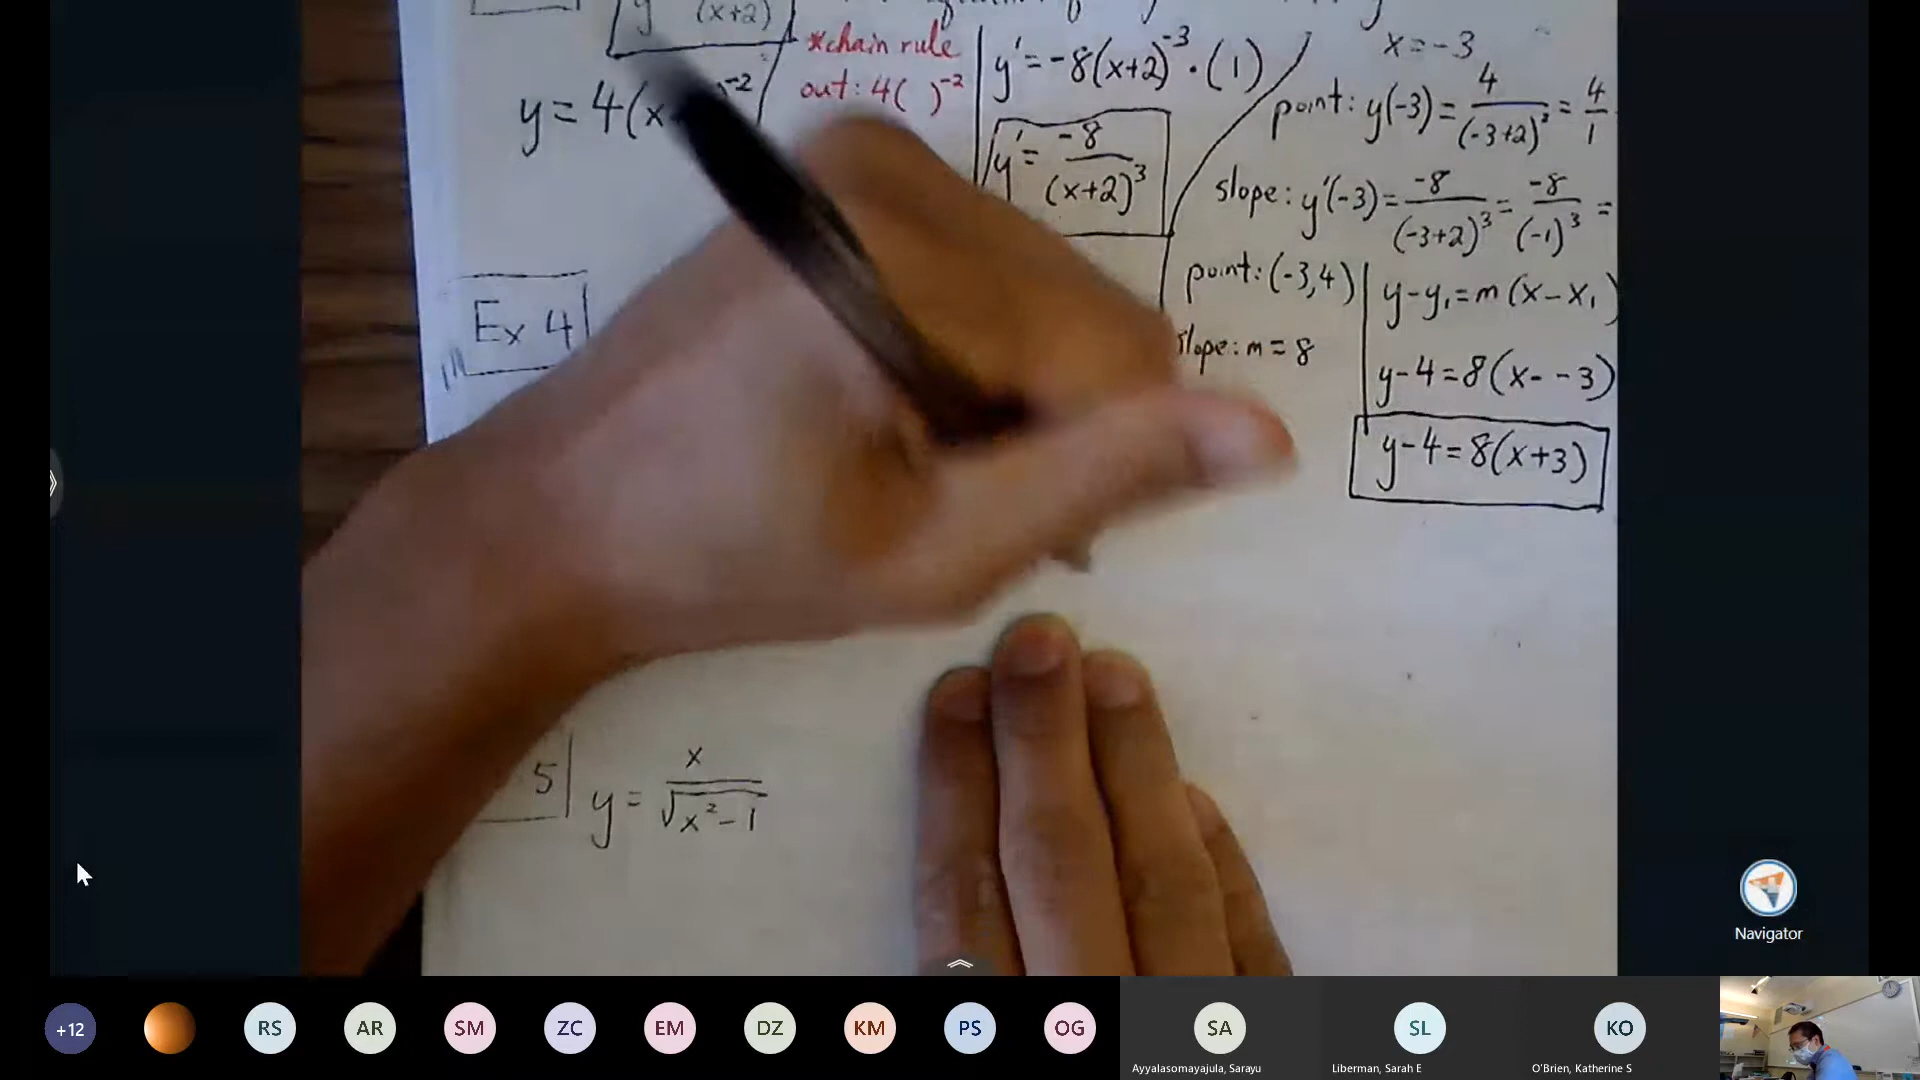 y (x+2)
y = 4(x )⁻²
*chain rule
out: 4( )⁻²
y' = -8(x+2)⁻³ · (1)
y' = -8/(x+2)³
x = -3
point: y(-3) = 4/(-3+2)² = 4/1
slope: y'(-3) = -8/(-3+2)³ = -8/(-1)³ =
point: (-3,4)
slope: m = 8
y-y₁ = m(x-x₁)
y-4 = 8(x--3)
y-4 = 8(x+3)
Ex 4
5 y = x/√(x²-1)
Navigator
+12 RS AR SM ZC EM DZ KM PS OG SA SL KO
Ayyalasomayajula, Sarayu Liberman, Sarah E O'Brien, Katherine S